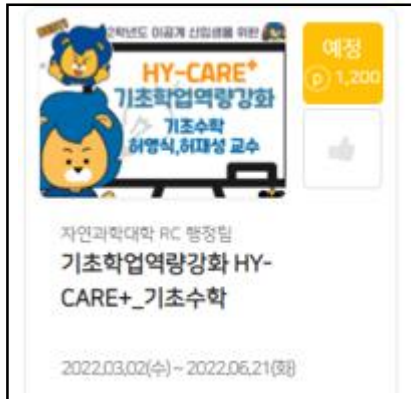 2학년도 이공계 신입생을 위한
HY-CARE+
기초학업역량강화
기초수학
허영식,허재성 교수
예정
p 1,200
자연과학대학 RC 행정팀
기초학업역량강화 HY-
CARE+_기초수학
2022.03.02(수) ~ 2022.06.21(화)